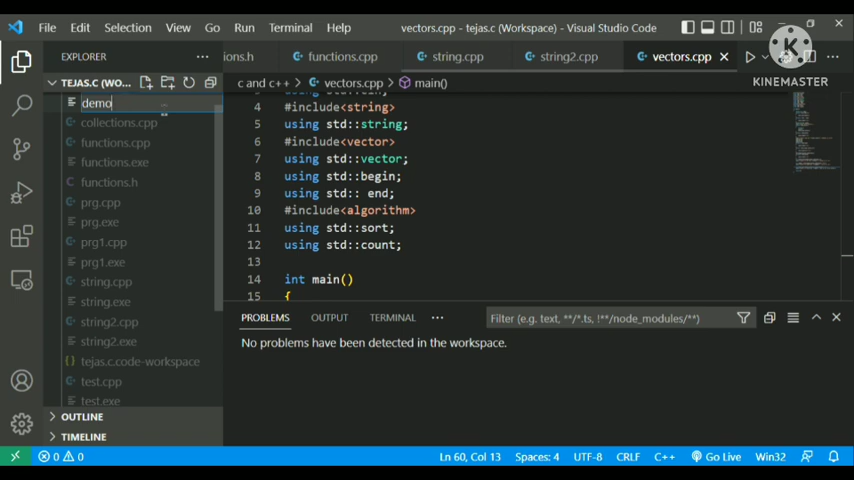 File Edit Selection View Go Run Terminal Help vectors.cpp - tejas.c (Workspace) - Visual Studio Code
EXPLORER
ons.h functions.cpp string.cpp string2.cpp vectors.cpp
KINEMASTER
TEJAS.C (WO...
c and c++ > vectors.cpp > main()
demo
collections.cpp
functions.cpp
functions.exe
functions.h
prg.cpp
prg.exe
prg1.cpp
prg1.exe
string.cpp
string.exe
string2.cpp
string2.exe
tejas.c.code-workspace
test.cpp
test.exe
OUTLINE
TIMELINE
4 #include<string>
5 using std::string;
6 #include<vector>
7 using std::vector;
8 using std::begin;
9 using std:: end;
10 #include<algorithm>
11 using std::sort;
12 using std::count;
13
14 int main()
15 {
PROBLEMS OUTPUT TERMINAL Filter (e.g. text, **/*.ts, !**/node_modules/**)
No problems have been detected in the workspace.
0 0 Ln 60, Col 13 Spaces: 4 UTF-8 CRLF C++ Go Live Win32